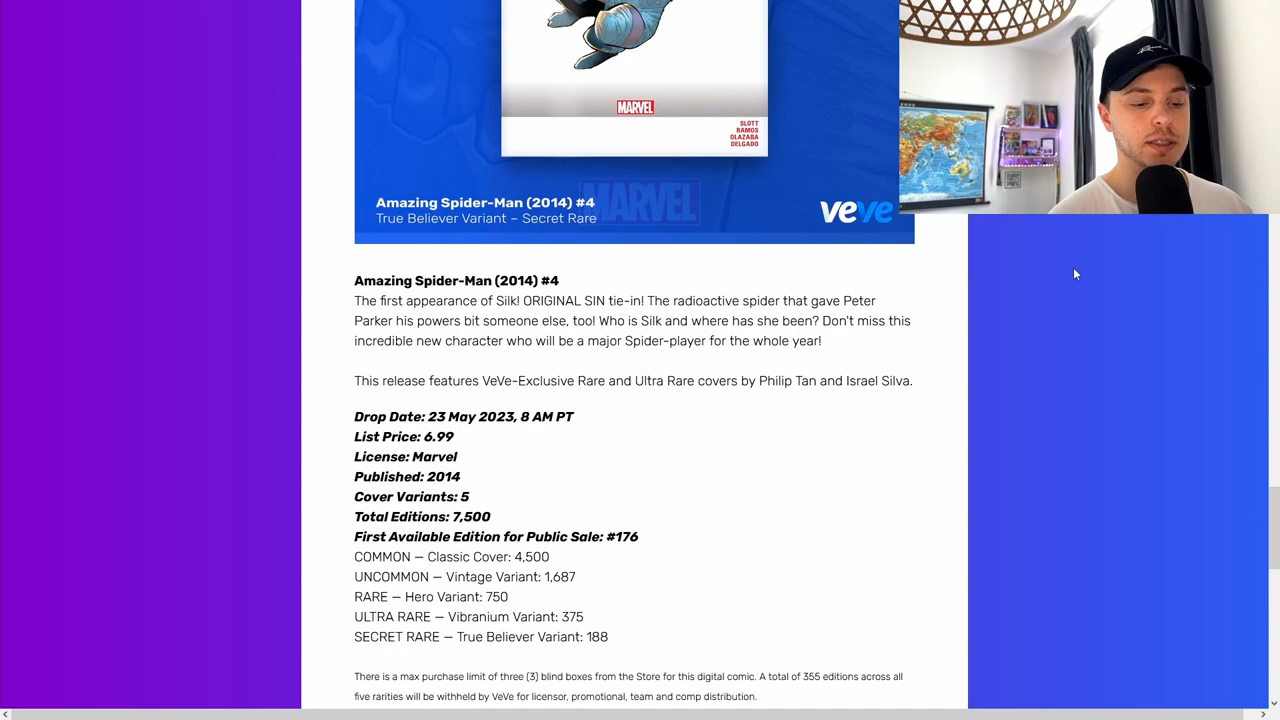 MARVEL
SLOTT
RAMOS
OLAZABA
DELGADO
MARVEL
Amazing Spider-Man (2014) #4
True Believer Variant – Secret Rare
veve
Amazing Spider-Man (2014) #4
The first appearance of Silk! ORIGINAL SIN tie-in! The radioactive spider that gave Peter
Parker his powers bit someone else, too! Who is Silk and where has she been? Don't miss this
incredible new character who will be a major Spider-player for the whole year!
This release features VeVe-Exclusive Rare and Ultra Rare covers by Philip Tan and Israel Silva.
Drop Date: 23 May 2023, 8 AM PT
List Price: 6.99
License: Marvel
Published: 2014
Cover Variants: 5
Total Editions: 7,500
First Available Edition for Public Sale: #176
COMMON — Classic Cover: 4,500
UNCOMMON — Vintage Variant: 1,687
RARE — Hero Variant: 750
ULTRA RARE — Vibranium Variant: 375
SECRET RARE — True Believer Variant: 188
There is a max purchase limit of three (3) blind boxes from the Store for this digital comic. A total of 355 editions across all
five rarities will be withheld by VeVe for licensor, promotional, team and comp distribution.